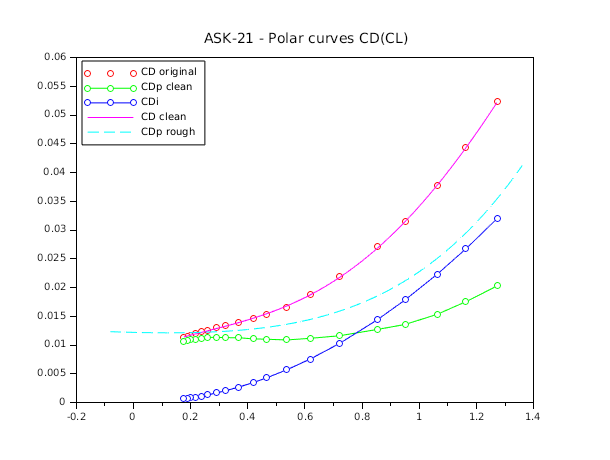 ASK-21 - Polar curves CD(CL)
0.06
0.055
0.05
0.045
0.04
0.035
0.03
0.025
0.02
0.015
0.01
0.005
0
CD original
CDp clean
CDi
CD clean
CDp rough
-0.2 0 0.2 0.4 0.6 0.8 1 1.2 1.4